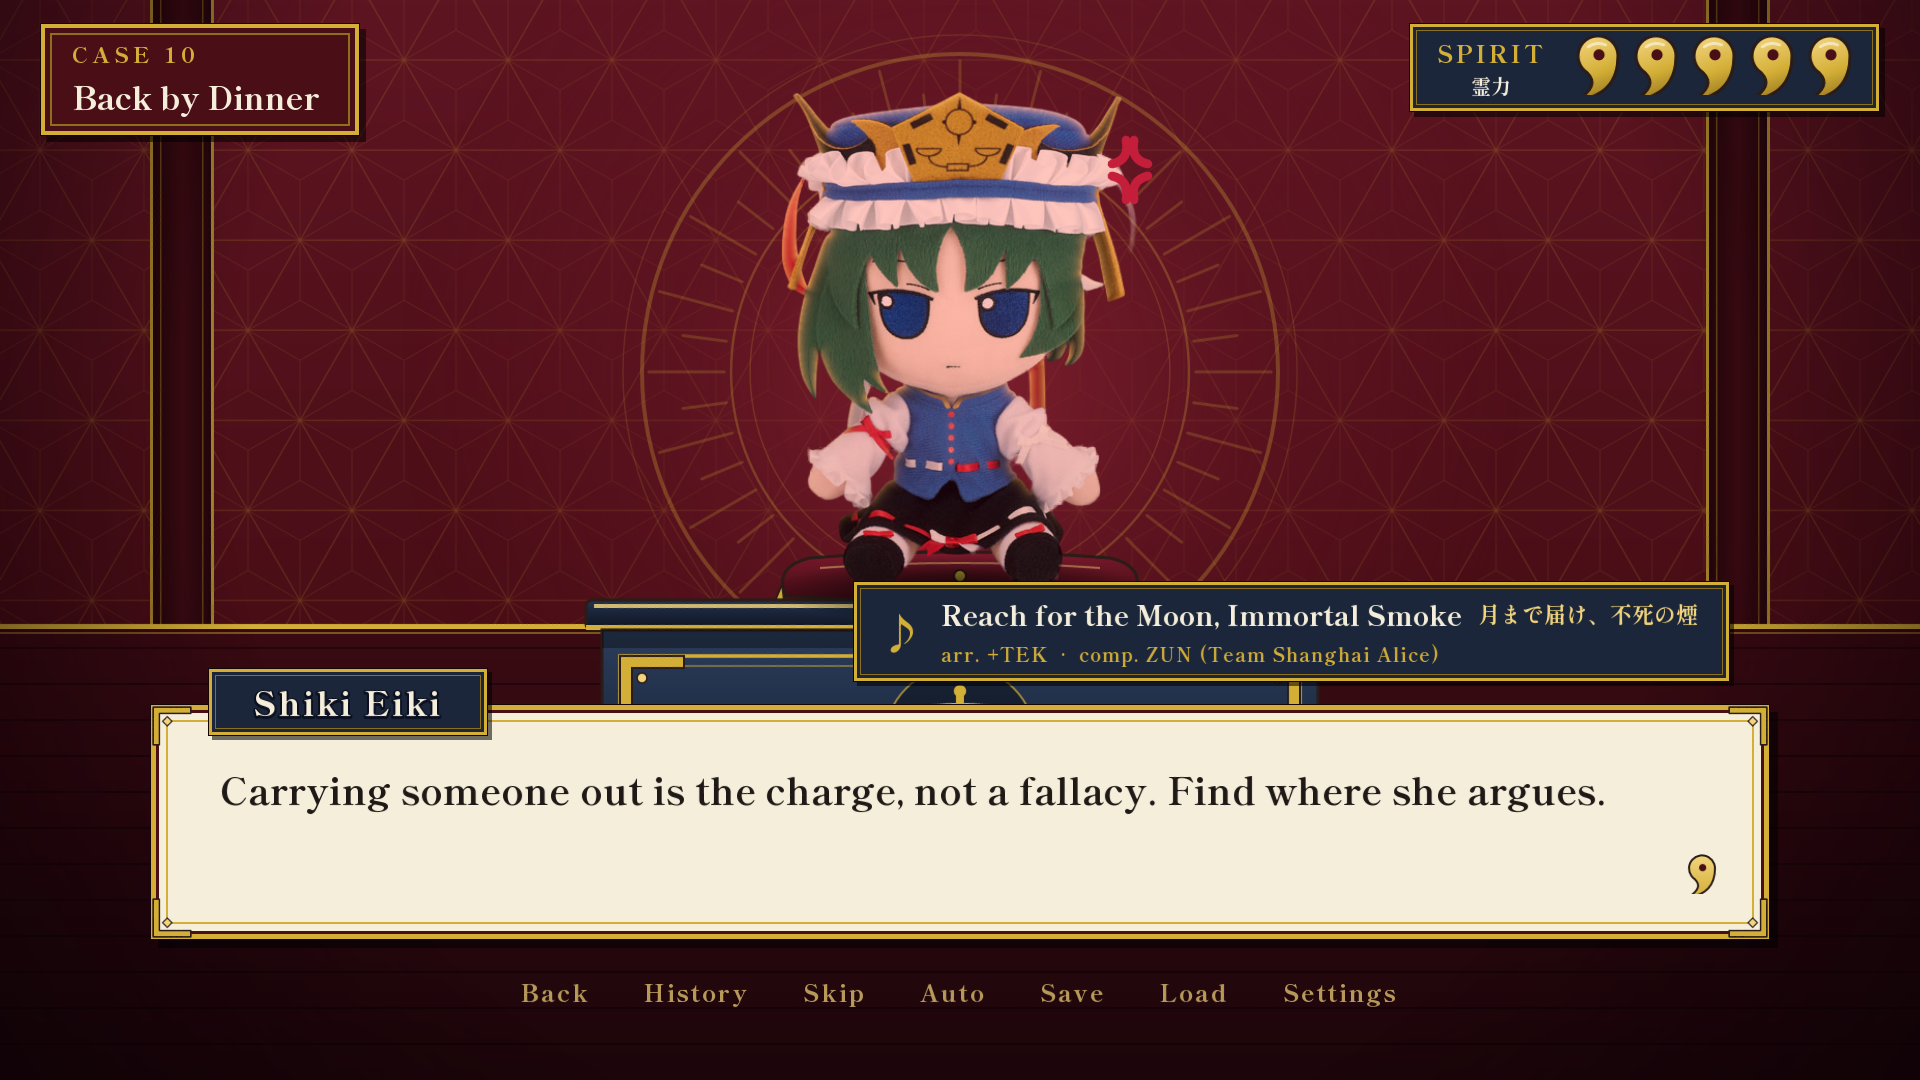 CASE 10
Back by Dinner
SPIRIT
霊力
Reach for the Moon, Immortal Smoke 月まで届け、不死の煙
arr. +TEK · comp. ZUN (Team Shanghai Alice)
Shiki Eiki
Carrying someone out is the charge, not a fallacy. Find where she argues.
Back History Skip Auto Save Load Settings